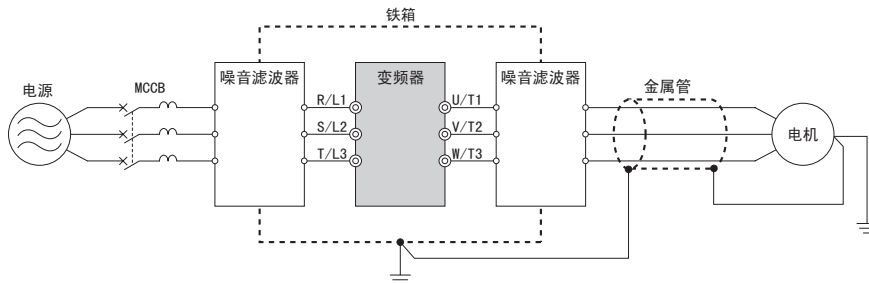 铁箱
电源
MCCB
噪音滤波器
变频器
噪音滤波器
金属管
R/L1
U/T1
S/L2
V/T2
电机
T/L3
W/T3